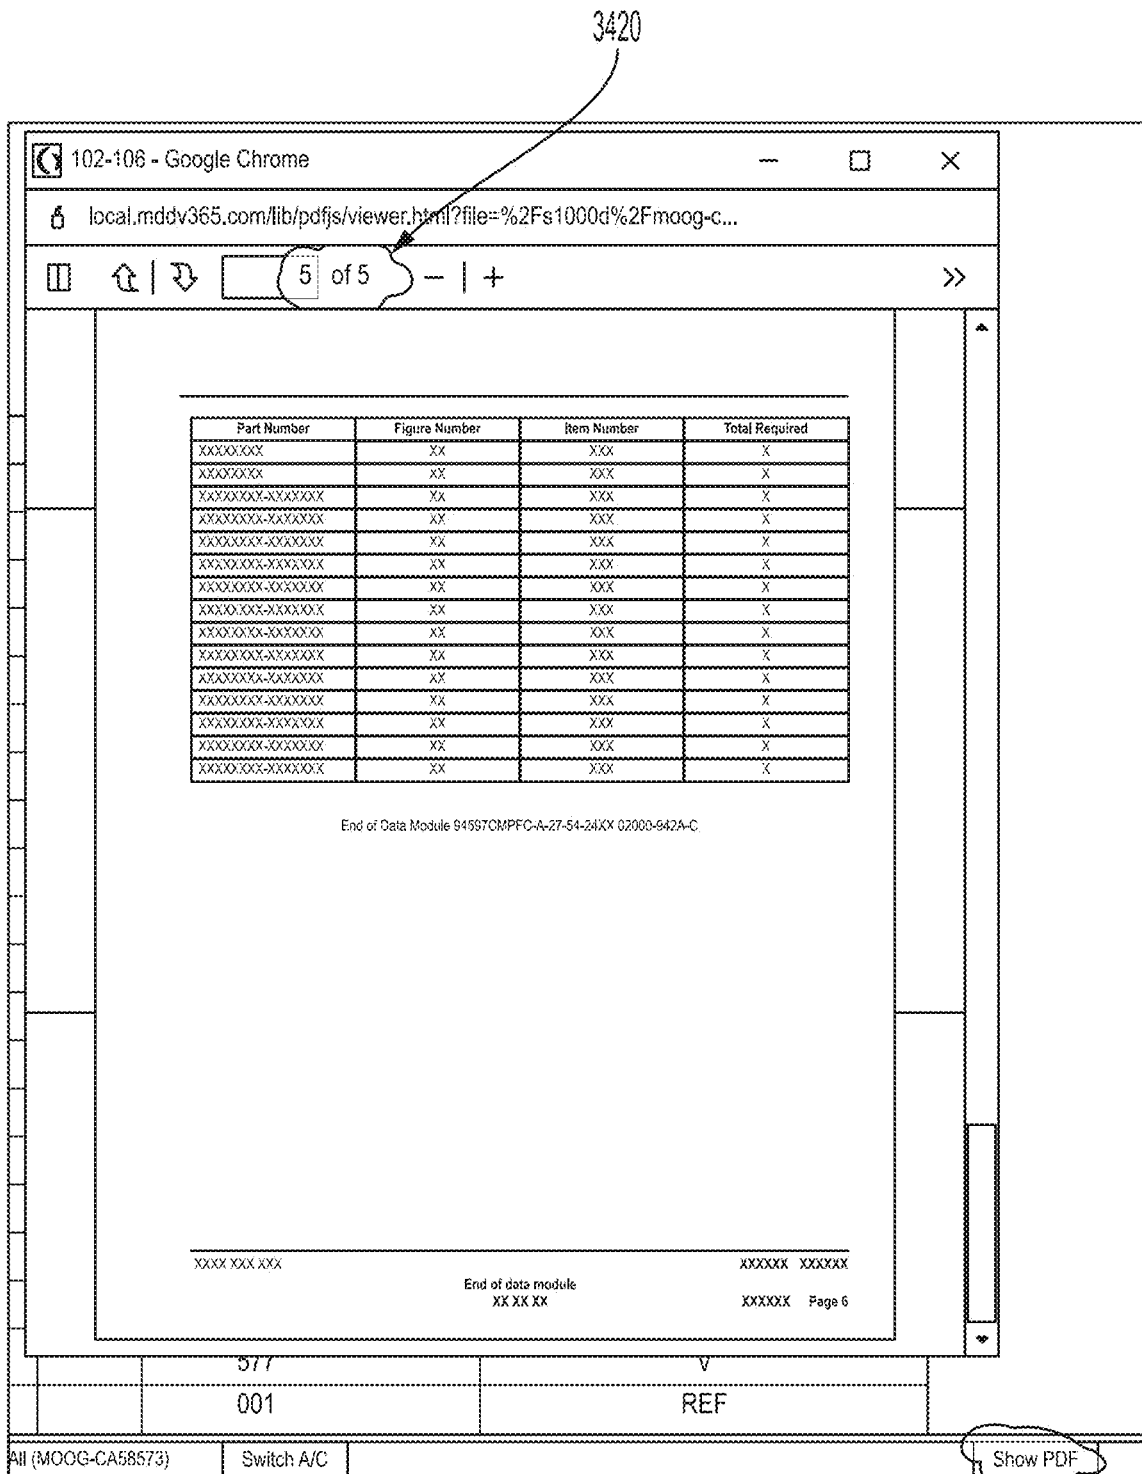 3420
102-106 - Google Chrome
local.mddv365.com/lib/pdfjs/viewer.html?file=%2Fs1000d%2Fmoog-c...
5 of 5 − | +
Part Number Figure Number Item Number Total Required
XXXXXXXX XX XXX X
XXXXXXXX XX XXX X
XXXXXXXX-XXXXXXX XX XXX X
XXXXXXXX-XXXXXXX XX XXX X
XXXXXXXX-XXXXXXX XX XXX X
XXXXXXXX-XXXXXXX XX XXX X
XXXXXXXX-XXXXXXX XX XXX X
XXXXXXXX-XXXXXXX XX XXX X
XXXXXXXX-XXXXXXX XX XXX X
XXXXXXXX-XXXXXXX XX XXX X
XXXXXXXX-XXXXXXX XX XXX X
XXXXXXXX-XXXXXXX XX XXX X
XXXXXXXX-XXXXXXX XX XXX X
XXXXXXXX-XXXXXXX XX XXX X
XXXXXXXX-XXXXXXX XX XXX X
End of Data Module 94597CMPFC-A-27-54-24XX 02000-942A-C
XXXX XXX XXX XXXXXX XXXXXX
End of data module
XX XX XX XXXXXX Page 6
577 V
001 REF
All (MOOG-CA58573) Switch A/C Show PDF